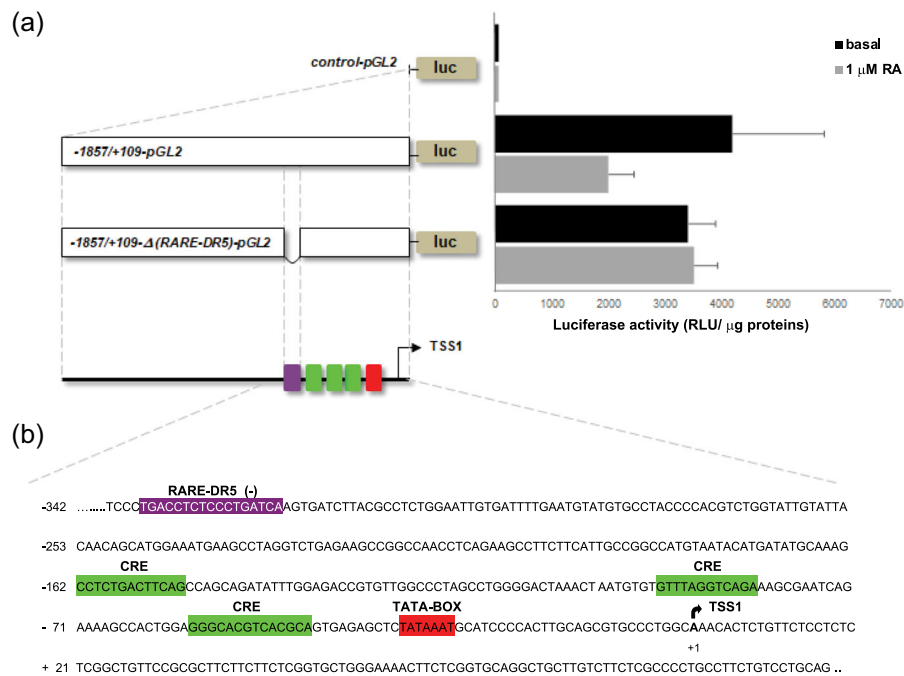 (a)
control-pGL2
luc
basal
1 μM RA
-1857/+109-pGL2
luc
-1857/+109-Δ(RARE-DR5)-pGL2
luc
0 1000 2000 3000 4000 5000 6000 7000
Luciferase activity (RLU/ μg proteins)
TSS1
(b)
RARE-DR5 (-)
-342 ........TCCCTGACCTCTCCCTGATCAAGTGATCTTACGCCTCTGGAATTGTGATTTTGAATGTATGTGCCTACCCCACGTCTGGTATTGTATTA
-253 CAACAGCATGGAAATGAAGCCTAGGTCTGAGAAGCCGGCCAACCTCAGAAGCCTTCTTCATTGCCGGCCATGTAATACATGATATGCAAAG
CRE CRE
-162 CCTCTGACTTCAGCCAGCAGATATTTGGAGACCGTGTTGGCCCTAGCCTGGGGACTAAACTAATGTGTGTTTAGGTCAGAAAGCGAATCAG
CRE TATA-BOX TSS1
- 71 AAAAGCCACTGGAGGGCACGTCACGCAGTGAGAGCTCTATAAATGCATCCCCACTTGCAGCGTGCCCTGGCAAACACTCTGTTCTCCTCTC
+1
+ 21 TCGGCTGTTCCGCGCTTCTTCTTCTCGGTGCTGGGAAAACTTCTCGGTGCAGGCTGCTTGTCTTCTCGCCCCTGCCTTCTGTCCTGCAG ..